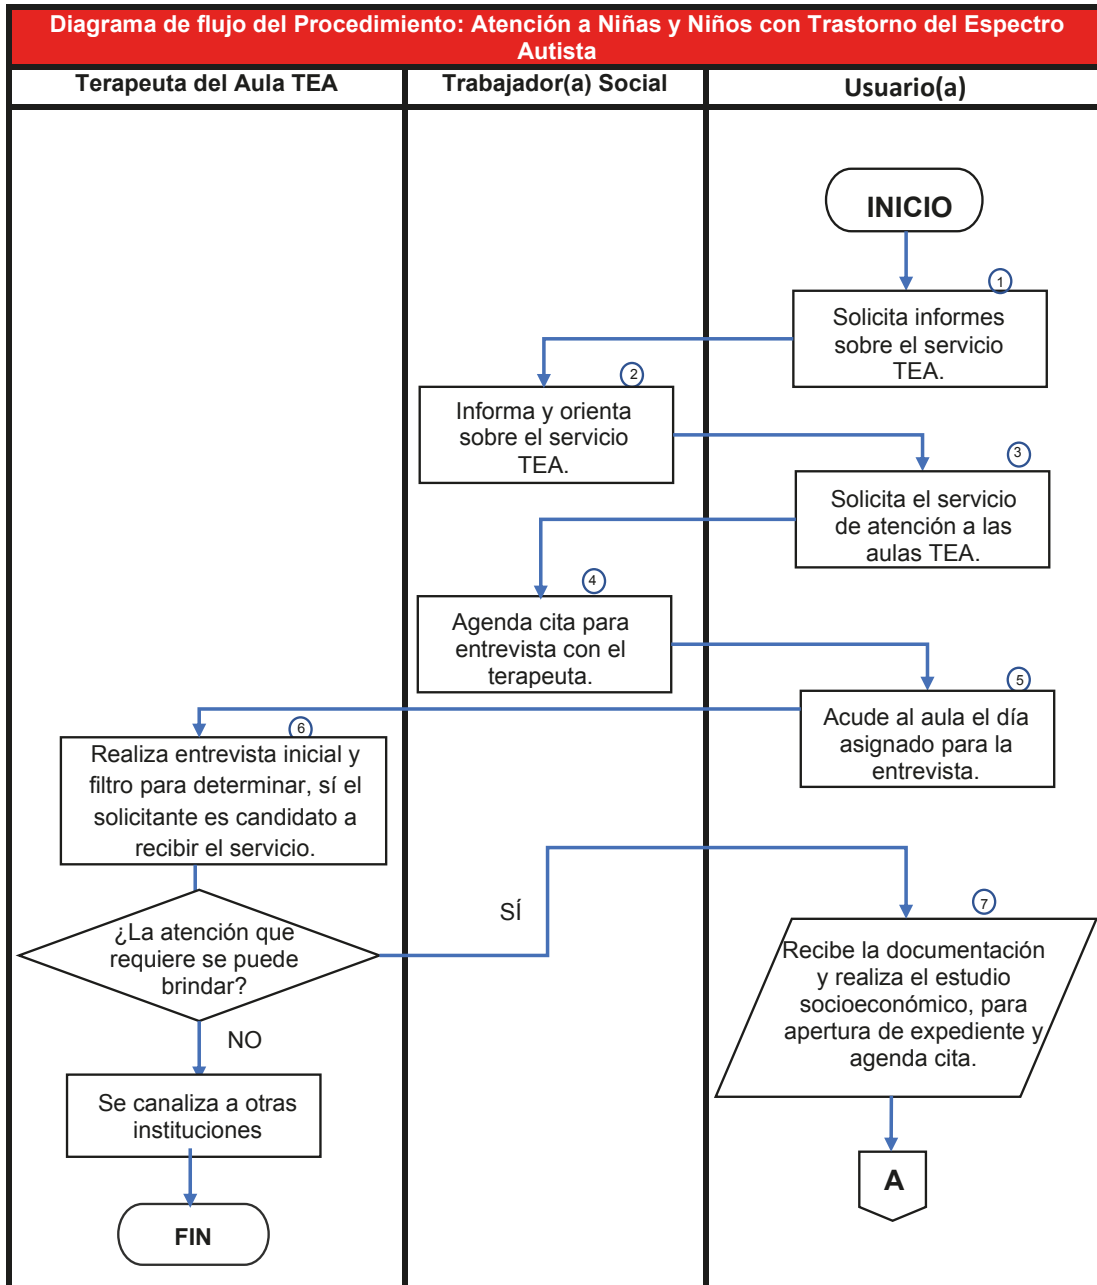 Diagrama de flujo del Procedimiento: Atención a Niñas y Niños con Trastorno del Espectro
Autista
Terapeuta del Aula TEA
Trabajador(a) Social
Usuario(a)
INICIO
1
Solicita informes
sobre el servicio
TEA.
2
Informa y orienta
sobre el servicio
TEA.
3
Solicita el servicio
de atención a las
aulas TEA.
4
Agenda cita para
entrevista con el
terapeuta.
5
Acude al aula el día
asignado para la
entrevista.
6
Realiza entrevista inicial y
filtro para determinar, sí el
solicitante es candidato a
recibir el servicio.
¿La atención que
requiere se puede
brindar?
SÍ
NO
7
Recibe la documentación
y realiza el estudio
socioeconómico, para
apertura de expediente y
agenda cita.
Se canaliza a otras
instituciones
A
FIN